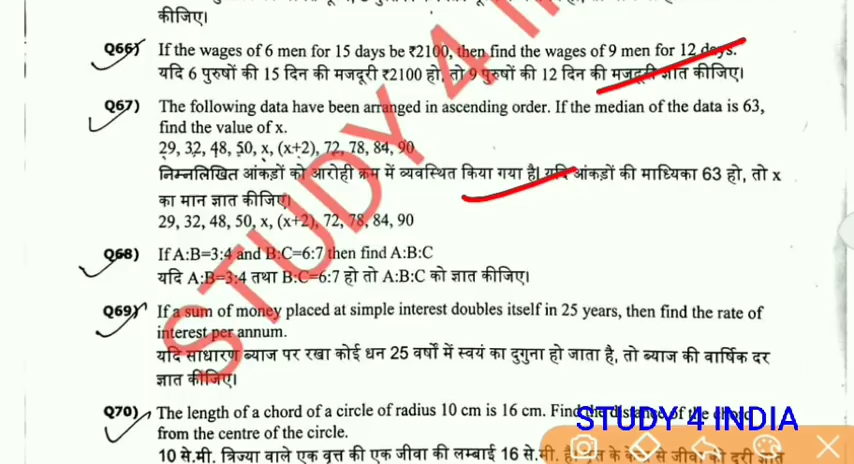 कीजिए।
Q66) If the wages of 6 men for 15 days be ₹2100, then find the wages of 9 men for 12 days.
यदि 6 पुरुषों की 15 दिन की मजदूरी ₹2100 हो, तो 9 पुरुषों की 12 दिन की मजदूरी ज्ञात कीजिए।
Q67) The following data have been arranged in ascending order. If the median of the data is 63,
find the value of x.
29, 32, 48, 50, x, (x+2), 72, 78, 84, 90
निम्नलिखित आंकड़ों को आरोही क्रम में व्यवस्थित किया गया है। यदि आंकड़ों की माध्यिका 63 हो, तो x
का मान ज्ञात कीजिए।
29, 32, 48, 50, x, (x+2), 72, 78, 84, 90
Q68) If A:B=3:4 and B:C=6:7 then find A:B:C
यदि A:B=3:4 तथा B:C=6:7 हो तो A:B:C को ज्ञात कीजिए।
Q69) If a sum of money placed at simple interest doubles itself in 25 years, then find the rate of
interest per annum.
यदि साधारण ब्याज पर रखा कोई धन 25 वर्षों में स्वयं का दुगुना हो जाता है, तो ब्याज की वार्षिक दर
ज्ञात कीजिए।
Q70) The length of a chord of a circle of radius 10 cm is 16 cm. Find the distance of the chord
from the centre of the circle.
10 से.मी. त्रिज्या वाले एक वृत्त की एक जीवा की लम्बाई 16 से.मी. है
STUDY 4 INDIA
STUDY 4 IN